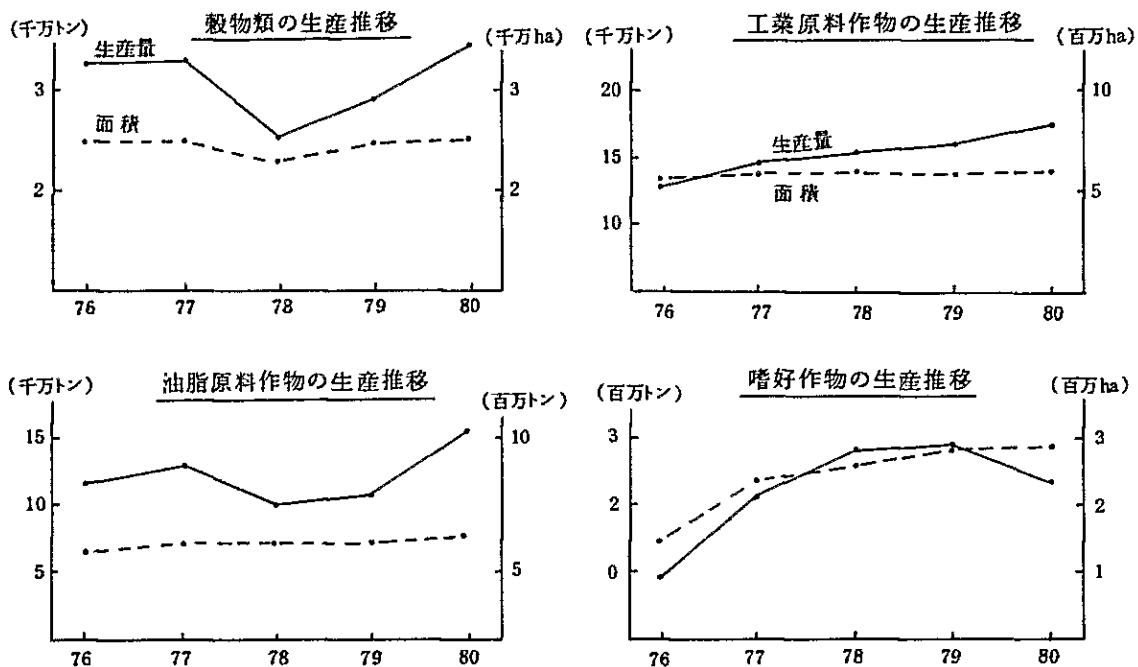 穀物類の生産推移
(千万トン)
(千万ha)
生産量
面積
3
2
3
2
76 77 78 79 80
工業原料作物の生産推移
(千万トン)
(百万ha)
20
15
10
生産量
面積
10
5
76 77 78 79 80
油脂原料作物の生産推移
(千万トン)
(百万トン)
15
10
5
10
5
76 77 78 79 80
嗜好作物の生産推移
(百万トン)
(百万ha)
3
2
0
3
2
1
76 77 78 79 80